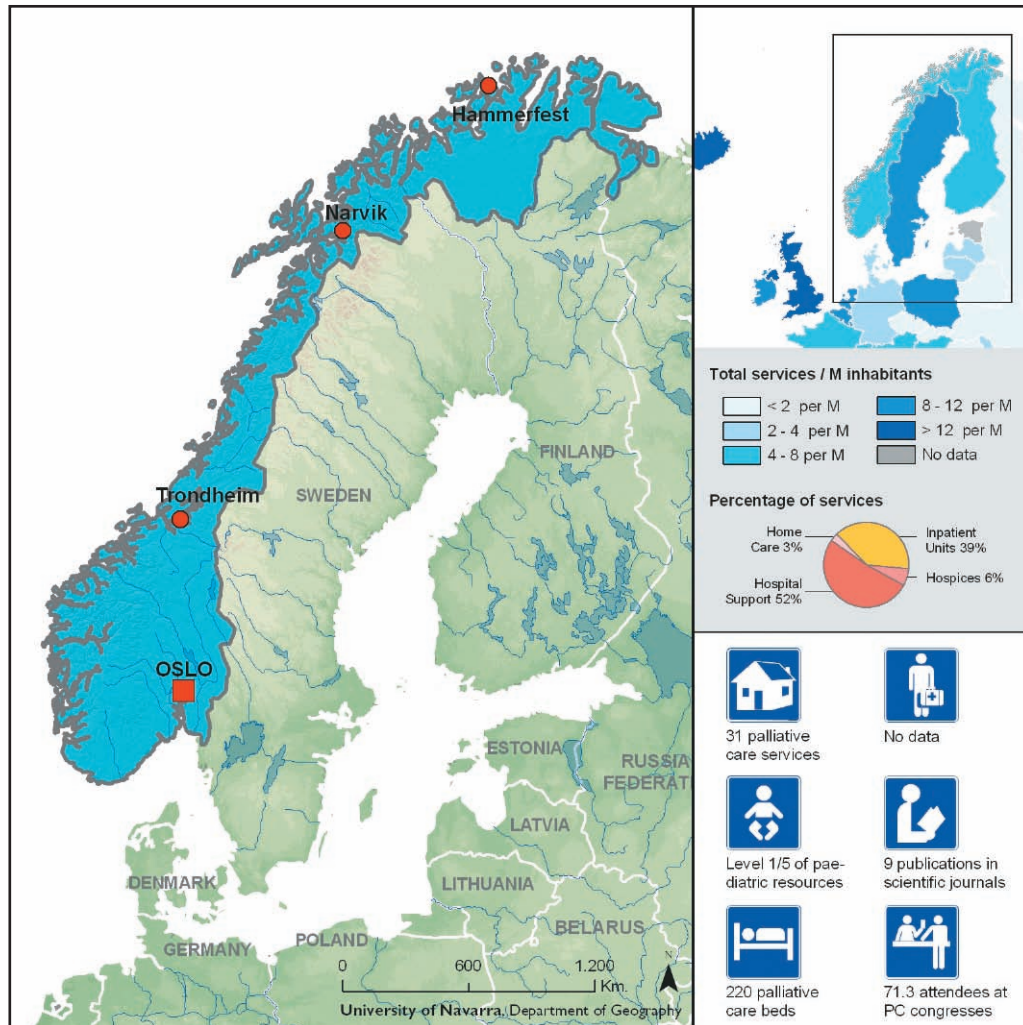 Hammerfest
Narvik
Trondheim
OSLO
SWEDEN
FINLAND
ESTONIA
RUSSIA
FEDERAT
LATVIA
LITHUANIA
BELARUS
DENMARK
GERMANY
POLAND
0 600 1.200
Km.
N
University of Navarra, Department of Geography
Total services / M inhabitants
< 2 per M
2 - 4 per M
4 - 8 per M
8 - 12 per M
> 12 per M
No data
Percentage of services
Home
Care 3%
Inpatient
Units 39%
Hospital
Support 52%
Hospices 6%
31 palliative
care services
No data
Level 1/5 of pae-
diatric resources
9 publications in
scientific journals
220 palliative
care beds
71.3 attendees at
PC congresses